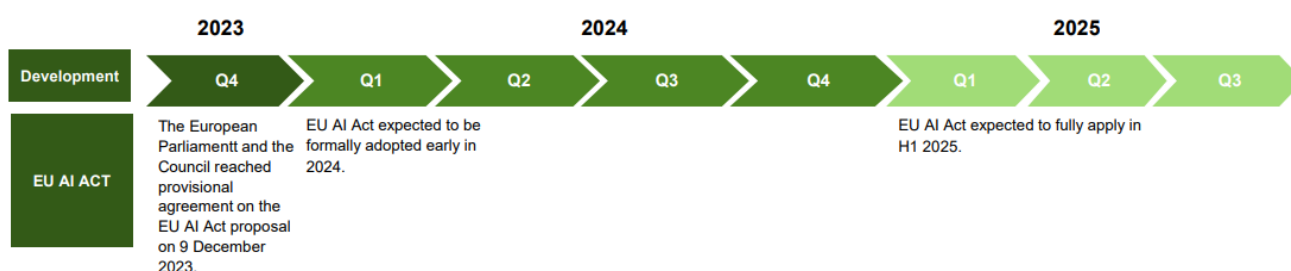 2023
2024
2025
Development
Q4
Q1
Q2
Q3
Q4
Q1
Q2
Q3
EU AI ACT
The European
Parliamentt and the
Council reached
provisional
agreement on the
EU AI Act proposal
on 9 December
2023.
EU AI Act expected to be
formally adopted early in
2024.
EU AI Act expected to fully apply in
H1 2025.